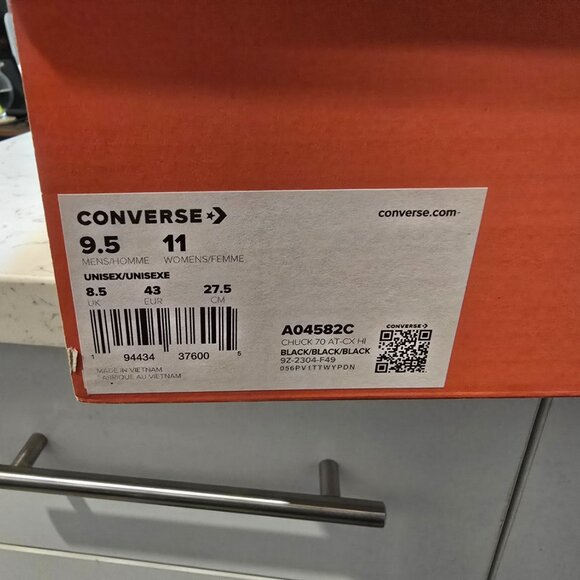 CONVERSE
converse.com
9.5 11
MENS/HOMME WOMENS/FEMME
UNISEX/UNISEXE
8.5 43 27.5
UK EUR CM
1 94434 37600 5
MADE IN VIETNAM
FABRIQUE AU VIETNAM
A04582C
CHUCK 70 AT-CX HI
BLACK/BLACK/BLACK
9Z-2304-F49
056PV1TTWYPDN
CONVERSE